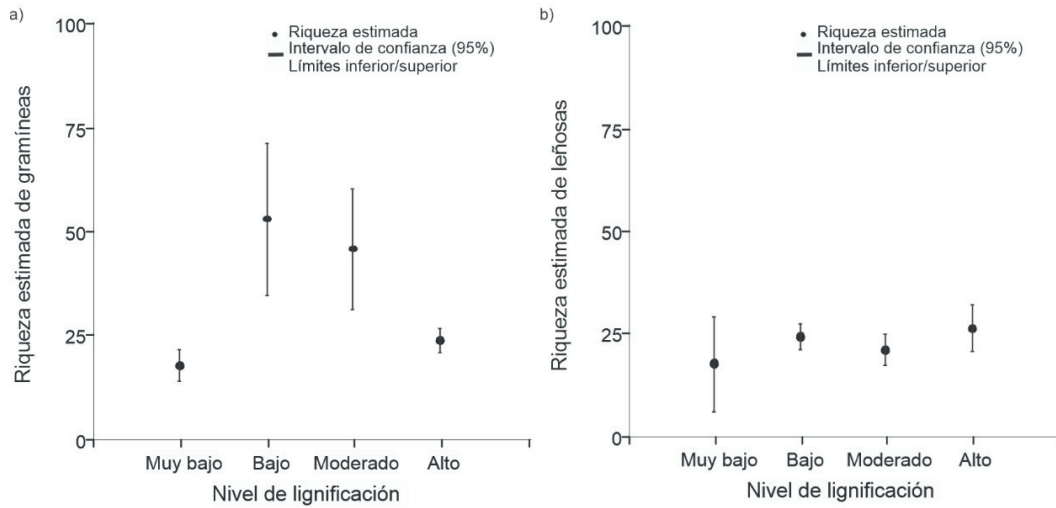 a)
100
75
50
25
0
Riqueza estimada de gramíneas
Riqueza estimada
Intervalo de confianza (95%)
Límites inferior/superior
Muy bajo
Bajo
Moderado
Alto
Nivel de lignificación
b)
100
75
50
25
0
Riqueza estimada de leñosas
Riqueza estimada
Intervalo de confianza (95%)
Límites inferior/superior
Muy bajo
Bajo
Moderado
Alto
Nivel de lignificación